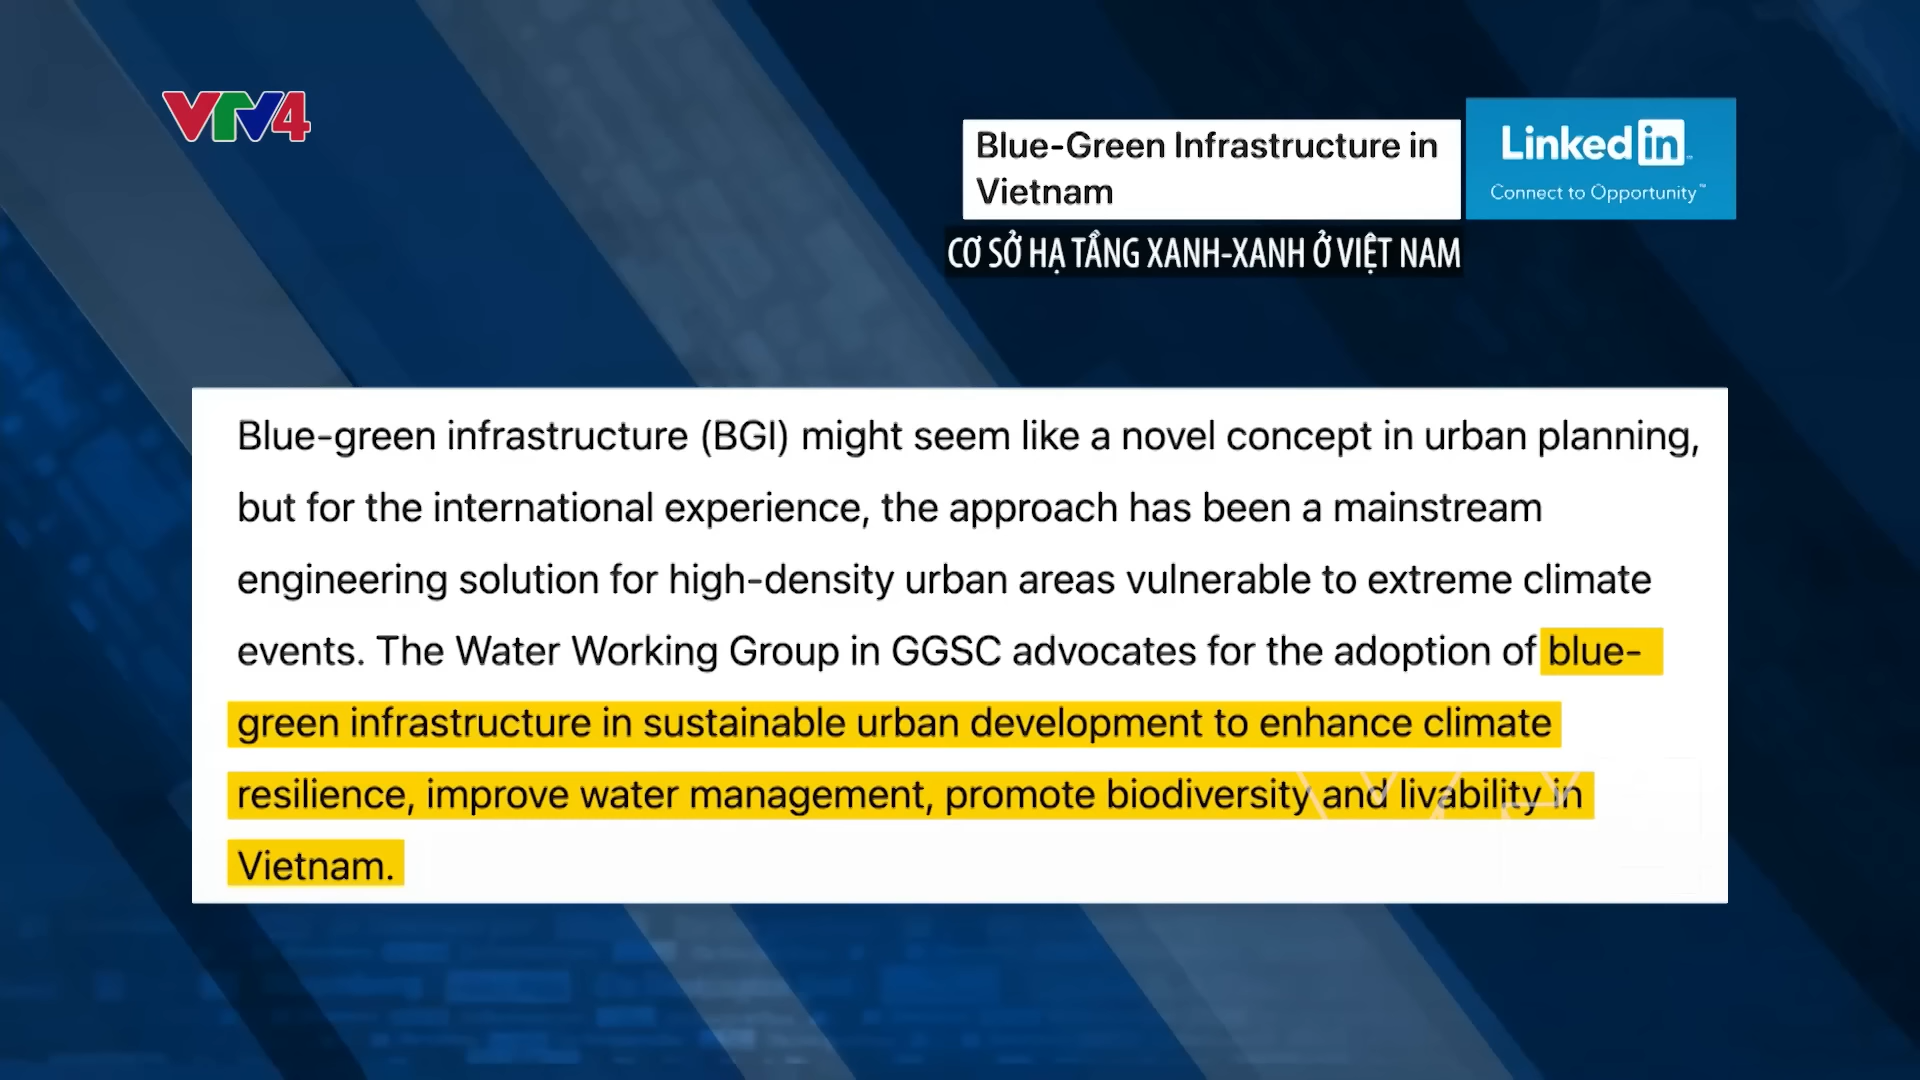 VTV4
Blue-Green Infrastructure in
Vietnam
Linked in
Connect to Opportunity™
CƠ SỞ HẠ TẦNG XANH-XANH Ở VIỆT NAM
Blue-green infrastructure (BGI) might seem like a novel concept in urban planning,
but for the international experience, the approach has been a mainstream
engineering solution for high-density urban areas vulnerable to extreme climate
events. The Water Working Group in GGSC advocates for the adoption of blue-
green infrastructure in sustainable urban development to enhance climate
resilience, improve water management, promote biodiversity and livability in
Vietnam.